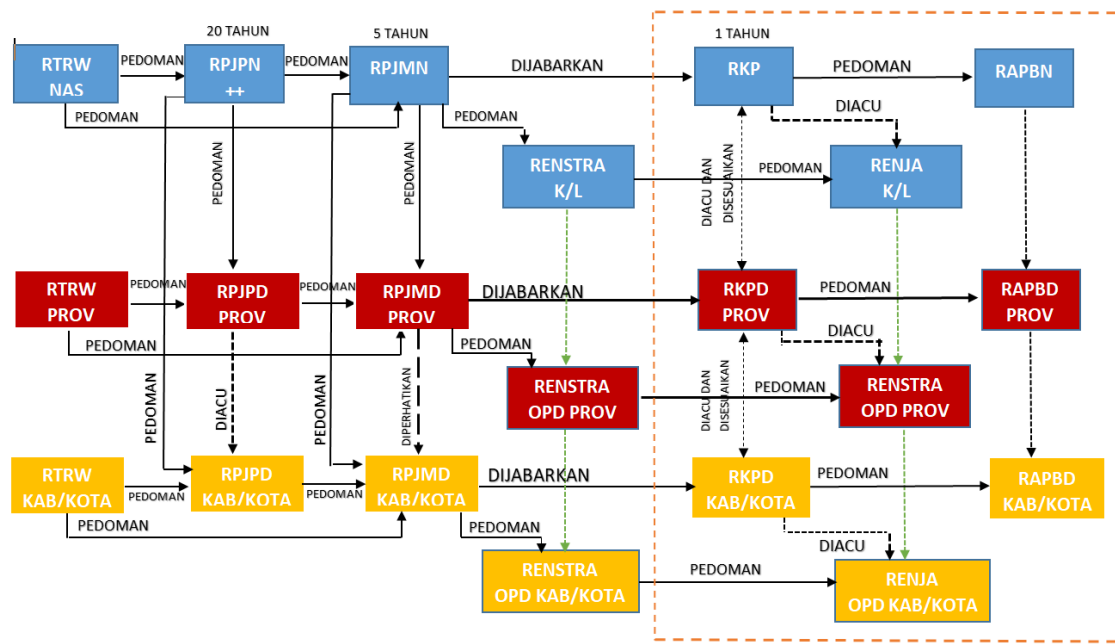 20 TAHUN
5 TAHUN
1 TAHUN
RTRW
NAS
PEDOMAN
RPJPN
++
PEDOMAN
RPJMN
DIJABARKAN
RKP
PEDOMAN
RAPBN
PEDOMAN
PEDOMAN
DIACU
PEDOMAN
PEDOMAN
RENSTRA
K/L
PEDOMAN
RENJA
K/L
DIACU DAN
DISESUAIKAN
RTRW
PROV
PEDOMAN
RPJPD
PROV
PEDOMAN
RPJMD
PROV
DIJABARKAN
RKPD
PROV
PEDOMAN
RAPBD
PROV
PEDOMAN
PEDOMAN
DIACU
RENSTRA
OPD PROV
PEDOMAN
RENSTRA
OPD PROV
PEDOMAN
DIACU
PEDOMAN
DIPERHATIKAN
DIACU DAN
DISESUAIKAN
RTRW
KAB/KOTA
PEDOMAN
RPJPD
KAB/KOTA
PEDOMAN
RPJMD
KAB/KOTA
DIJABARKAN
RKPD
KAB/KOTA
PEDOMAN
RAPBD
KAB/KOTA
PEDOMAN
PEDOMAN
DIACU
RENSTRA
OPD KAB/KOTA
PEDOMAN
RENJA
OPD KAB/KOTA